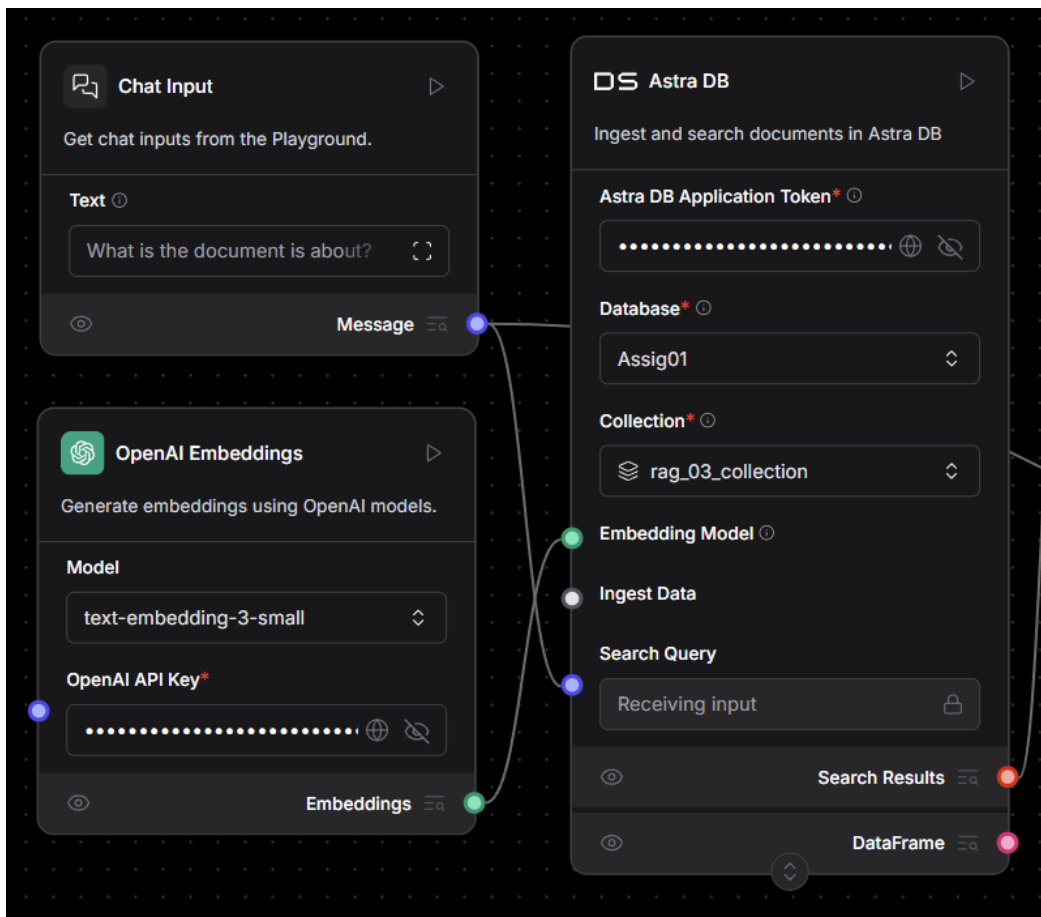 Chat Input
Get chat inputs from the Playground.
Text
What is the document is about?
Message
OpenAI Embeddings
Generate embeddings using OpenAI models.
Model
text-embedding-3-small
OpenAI API Key*
Embeddings
DS Astra DB
Ingest and search documents in Astra DB
Astra DB Application Token*
Database*
Assig01
Collection*
rag_03_collection
Embedding Model
Ingest Data
Search Query
Receiving input
Search Results
DataFrame